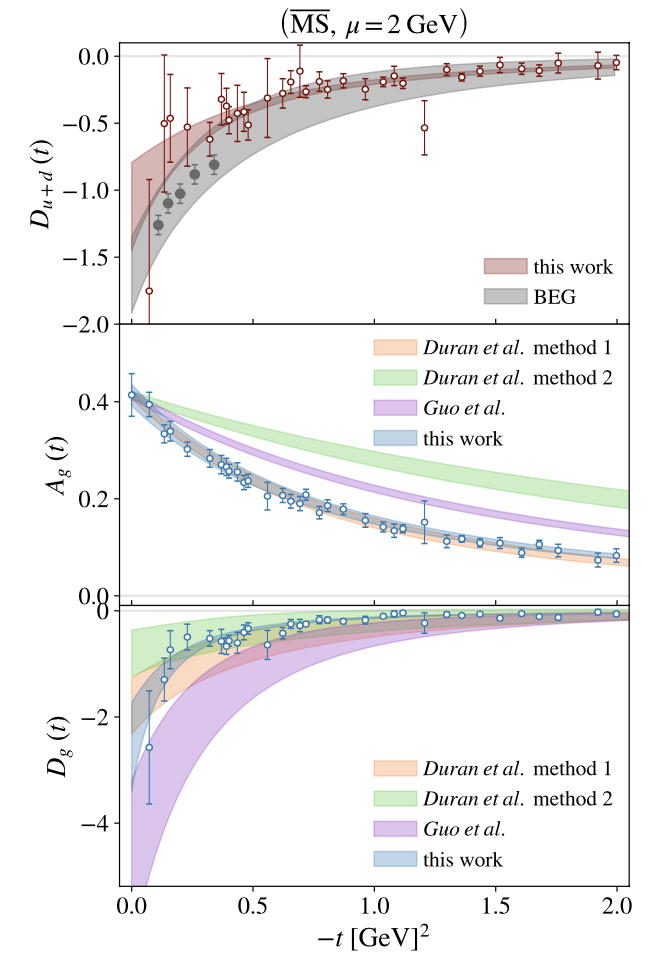 (MS̅, μ = 2 GeV)
0.0
−0.5
−1.0
−1.5
−2.0
D_{u+d}(t)
this work
BEG
0.4
0.2
0.0
A_g(t)
Duran et al. method 1
Duran et al. method 2
Guo et al.
this work
0
−2
−4
D_g(t)
Duran et al. method 1
Duran et al. method 2
Guo et al.
this work
0.0 0.5 1.0 1.5 2.0
−t [GeV]²